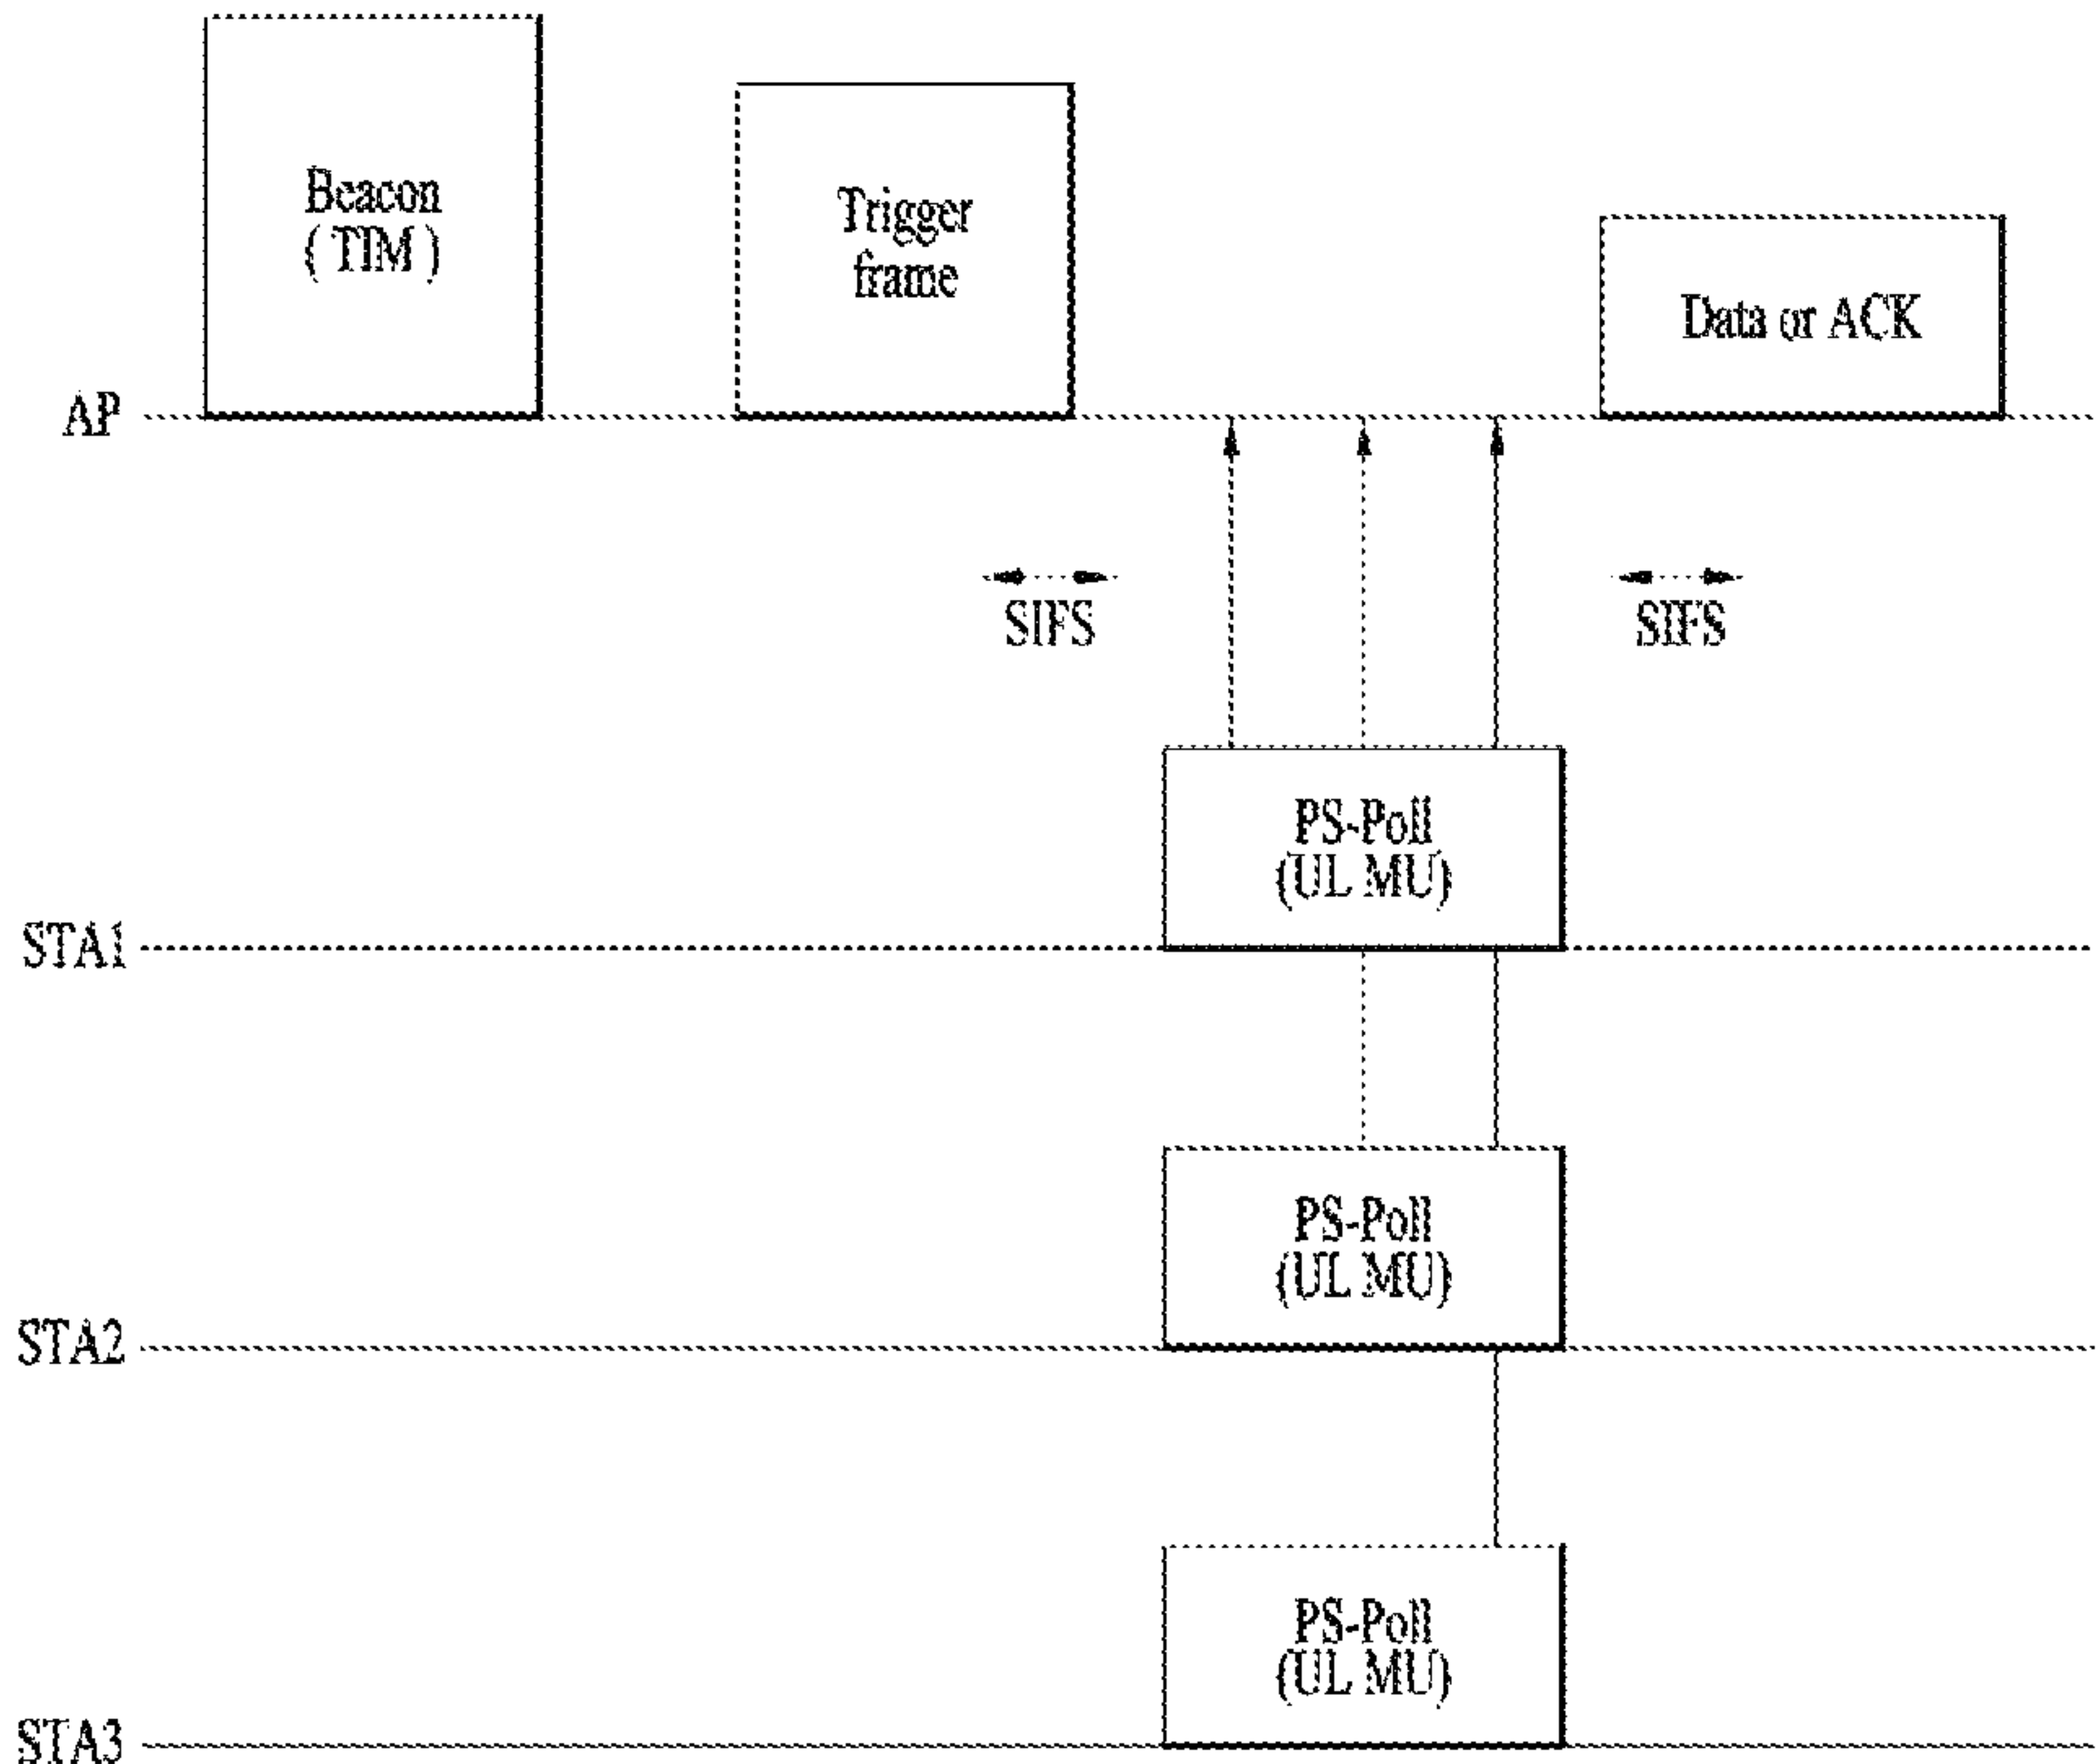 Beacon
( TIM )
Trigger
frame
Data or ACK
AP
SIFS
SIFS
PS-Poll
(UL MU)
STA1
PS-Poll
(UL MU)
STA2
PS-Poll
(UL MU)
STA3